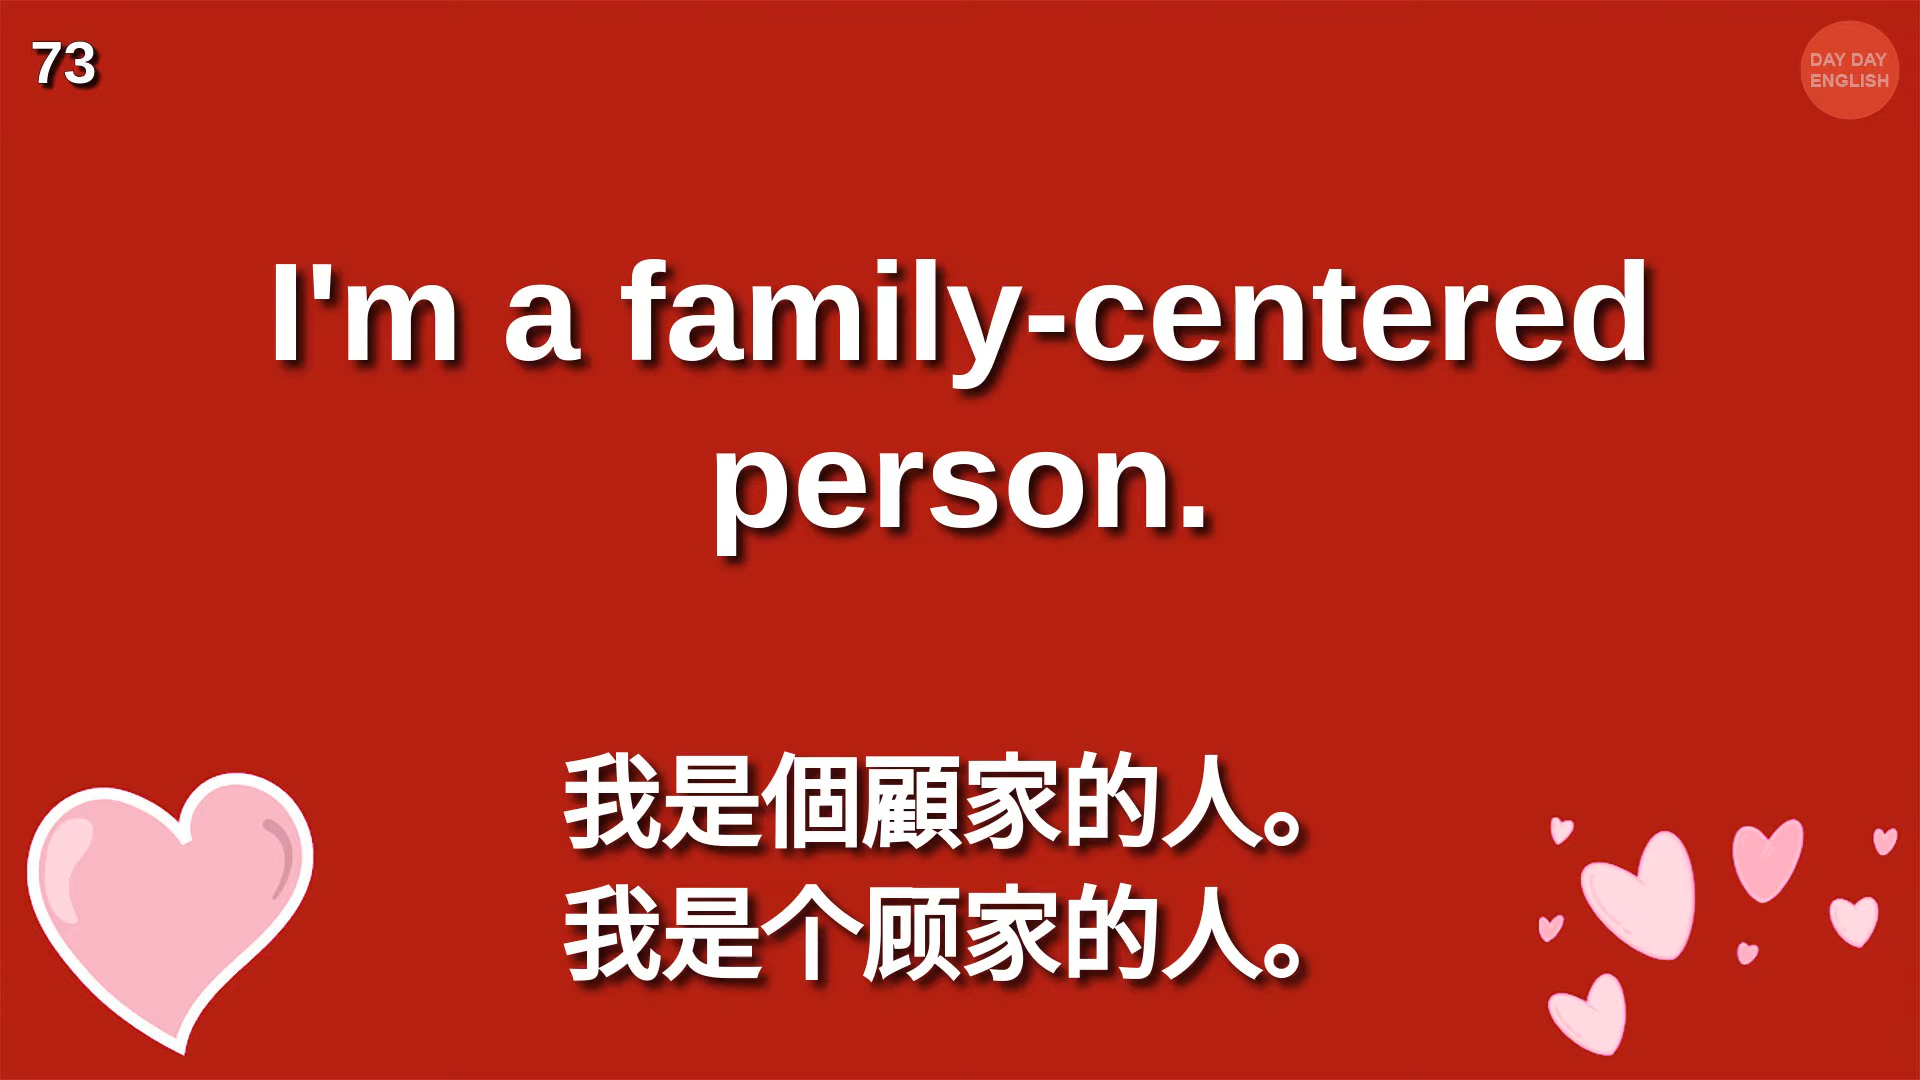 73
DAY DAY
ENGLISH
I'm a family-centered
person.
我是個顧家的人。
我是个顾家的人。